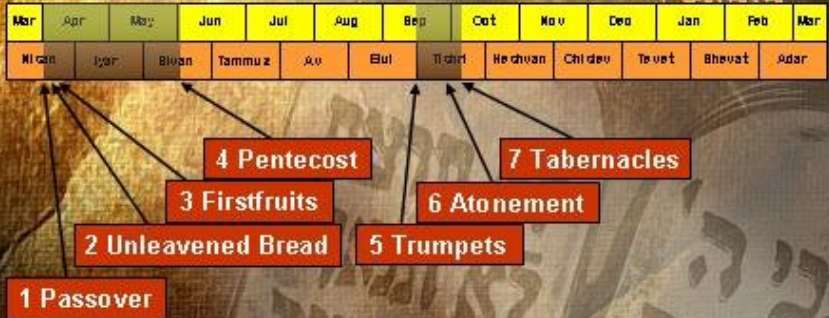 Mar Apr May Jun Jul Aug Sep Oct Nov Dec Jan Feb Mar
Nisan Iyar Sivan Tammuz Av Elul Tishri Heshvan Chislev Tevet Shevat Adar
4 Pentecost
7 Tabernacles
3 Firstfruits
6 Atonement
2 Unleavened Bread
5 Trumpets
1 Passover